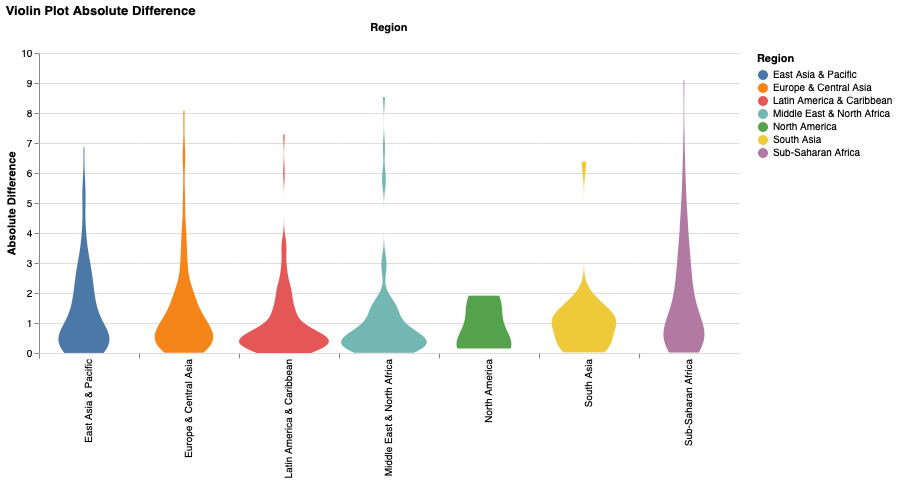 Violin Plot Absolute Difference
Region
Absolute Difference
10
9
8
7
6
5
4
3
2
1
0
East Asia & Pacific
Europe & Central Asia
Latin America & Caribbean
Middle East & North Africa
North America
South Asia
Sub-Saharan Africa
Region
East Asia & Pacific
Europe & Central Asia
Latin America & Caribbean
Middle East & North Africa
North America
South Asia
Sub-Saharan Africa